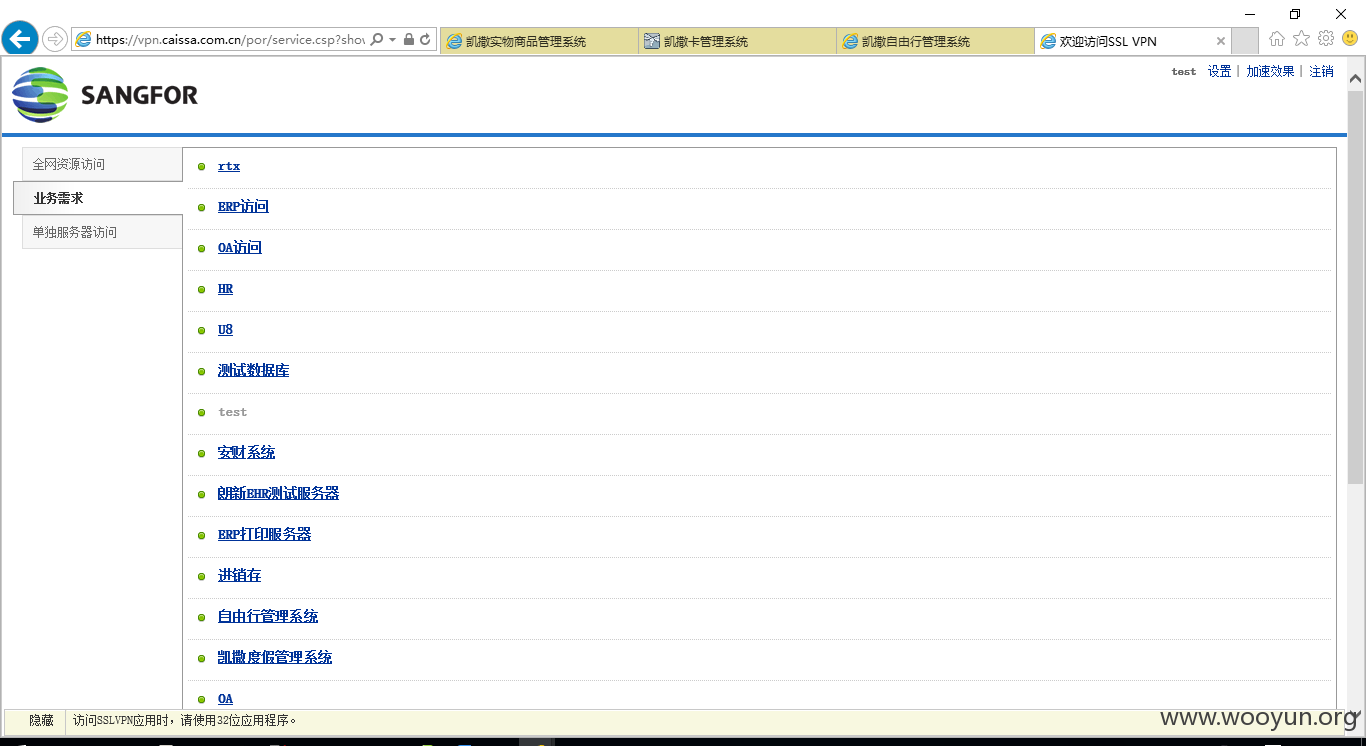 https://vpn.caissa.com.cn/por/service.csp?sho
凯撒实物商品管理系统
凯撒卡管理系统
凯撒自由行管理系统
欢迎访问SSL VPN
test 设置 | 加速效果 | 注销
SANGFOR
全网资源访问
业务需求
单独服务器访问
rtx
ERP访问
OA访问
HR
U8
测试数据库
test
安财系统
朗新EHR测试服务器
ERP打印服务器
进销存
自由行管理系统
凯撒度假管理系统
OA
隐藏 访问SSLVPN应用时，请使用32位应用程序。
www.wooyun.org